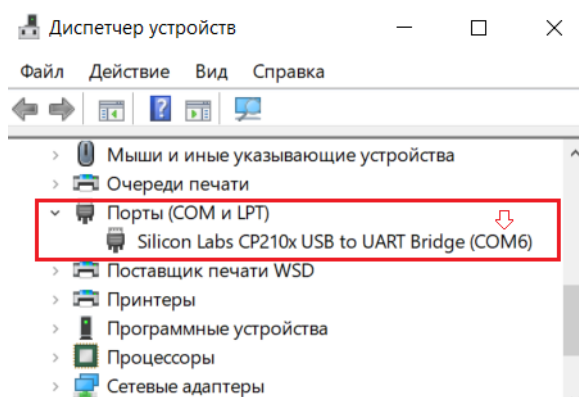 Диспетчер устройств
Файл Действие Вид Справка
Мыши и иные указывающие устройства
Очереди печати
Порты (COM и LPT)
Silicon Labs CP210x USB to UART Bridge (COM6)
Поставщик печати WSD
Принтеры
Программные устройства
Процессоры
Сетевые адаптеры